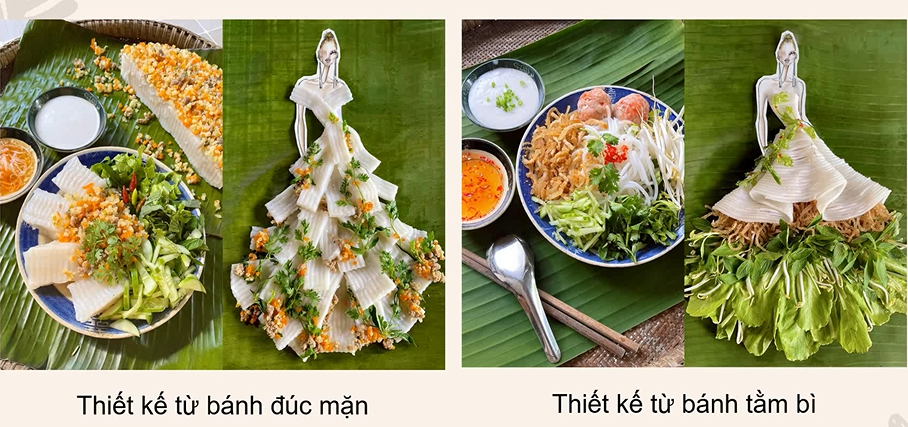 Thiết kế từ bánh đúc mặn
Thiết kế từ bánh tằm bì